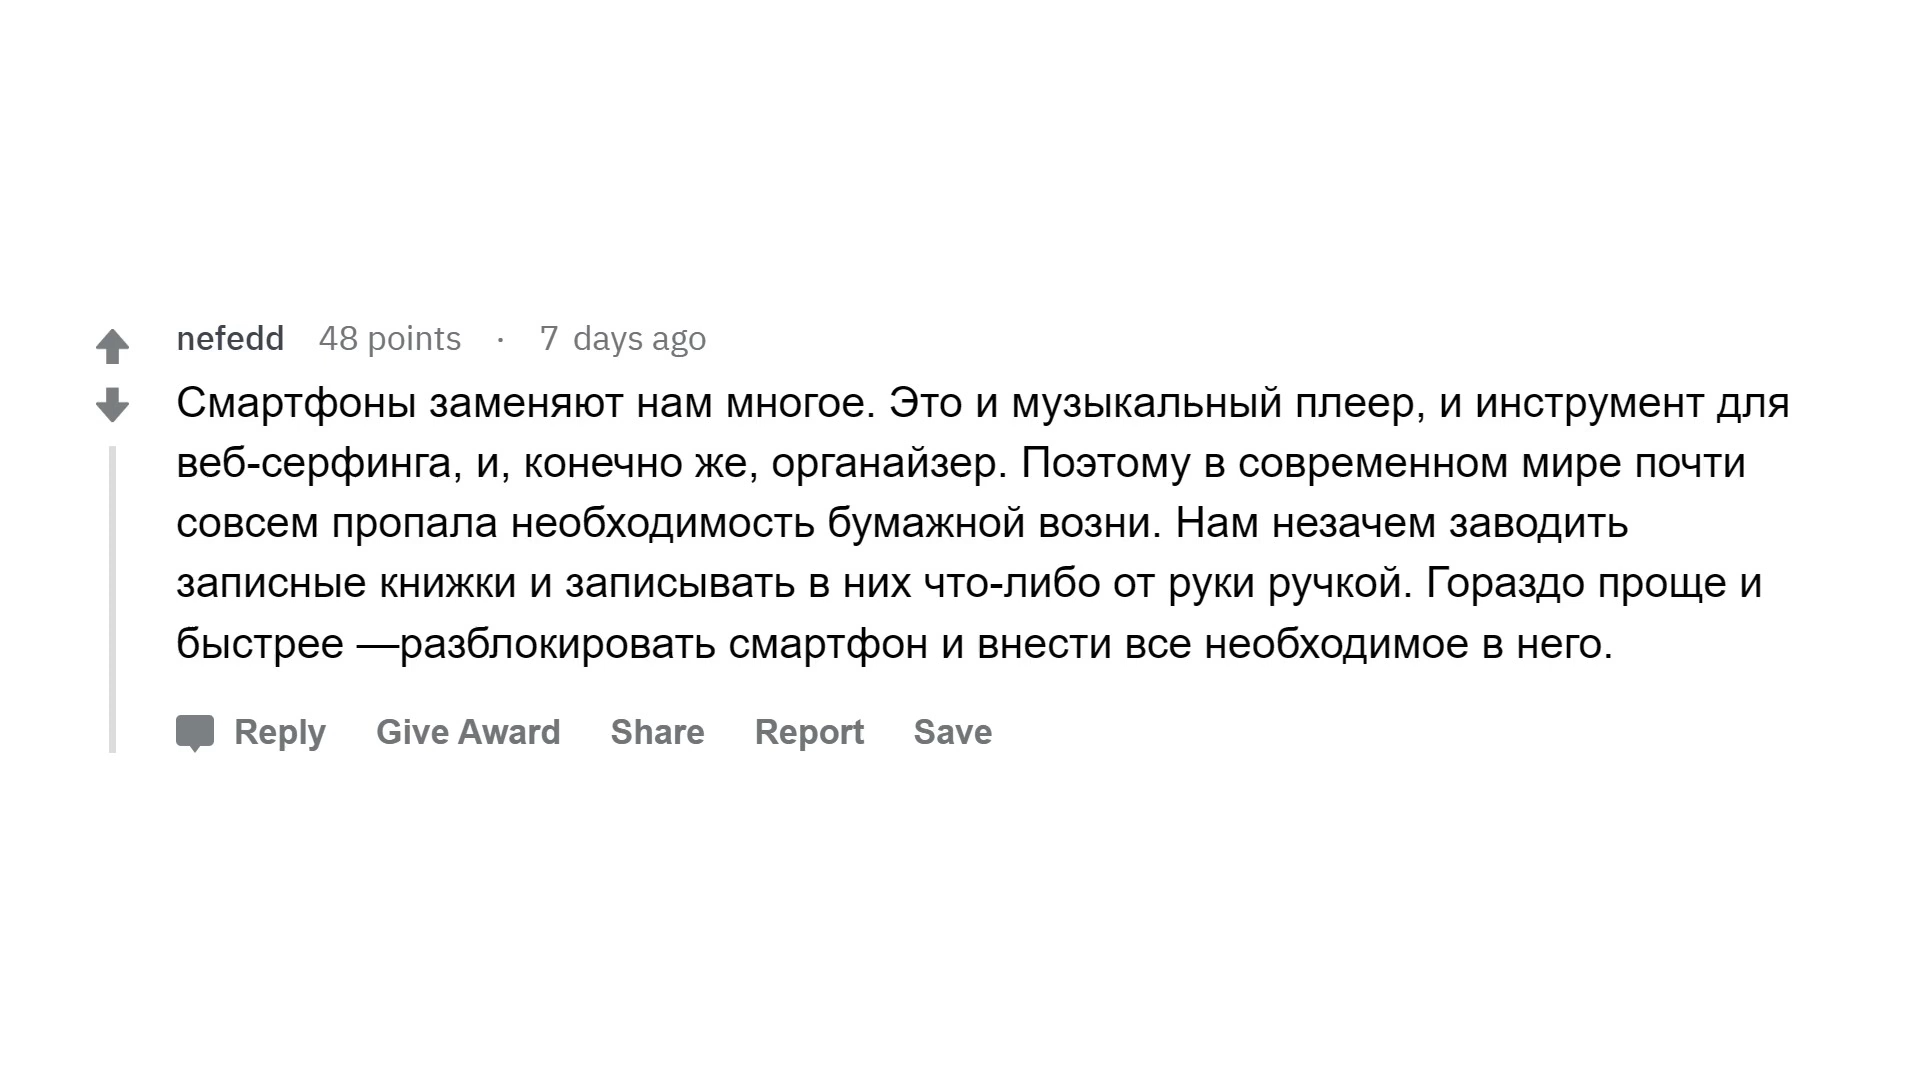 nefedd 48 points · 7 days ago
Смартфоны заменяют нам многое. Это и музыкальный плеер, и инструмент для
веб-серфинга, и, конечно же, органайзер. Поэтому в современном мире почти
совсем пропала необходимость бумажной возни. Нам незачем заводить
записные книжки и записывать в них что-либо от руки ручкой. Гораздо проще и
быстрее —разблокировать смартфон и внести все необходимое в него.
Reply Give Award Share Report Save